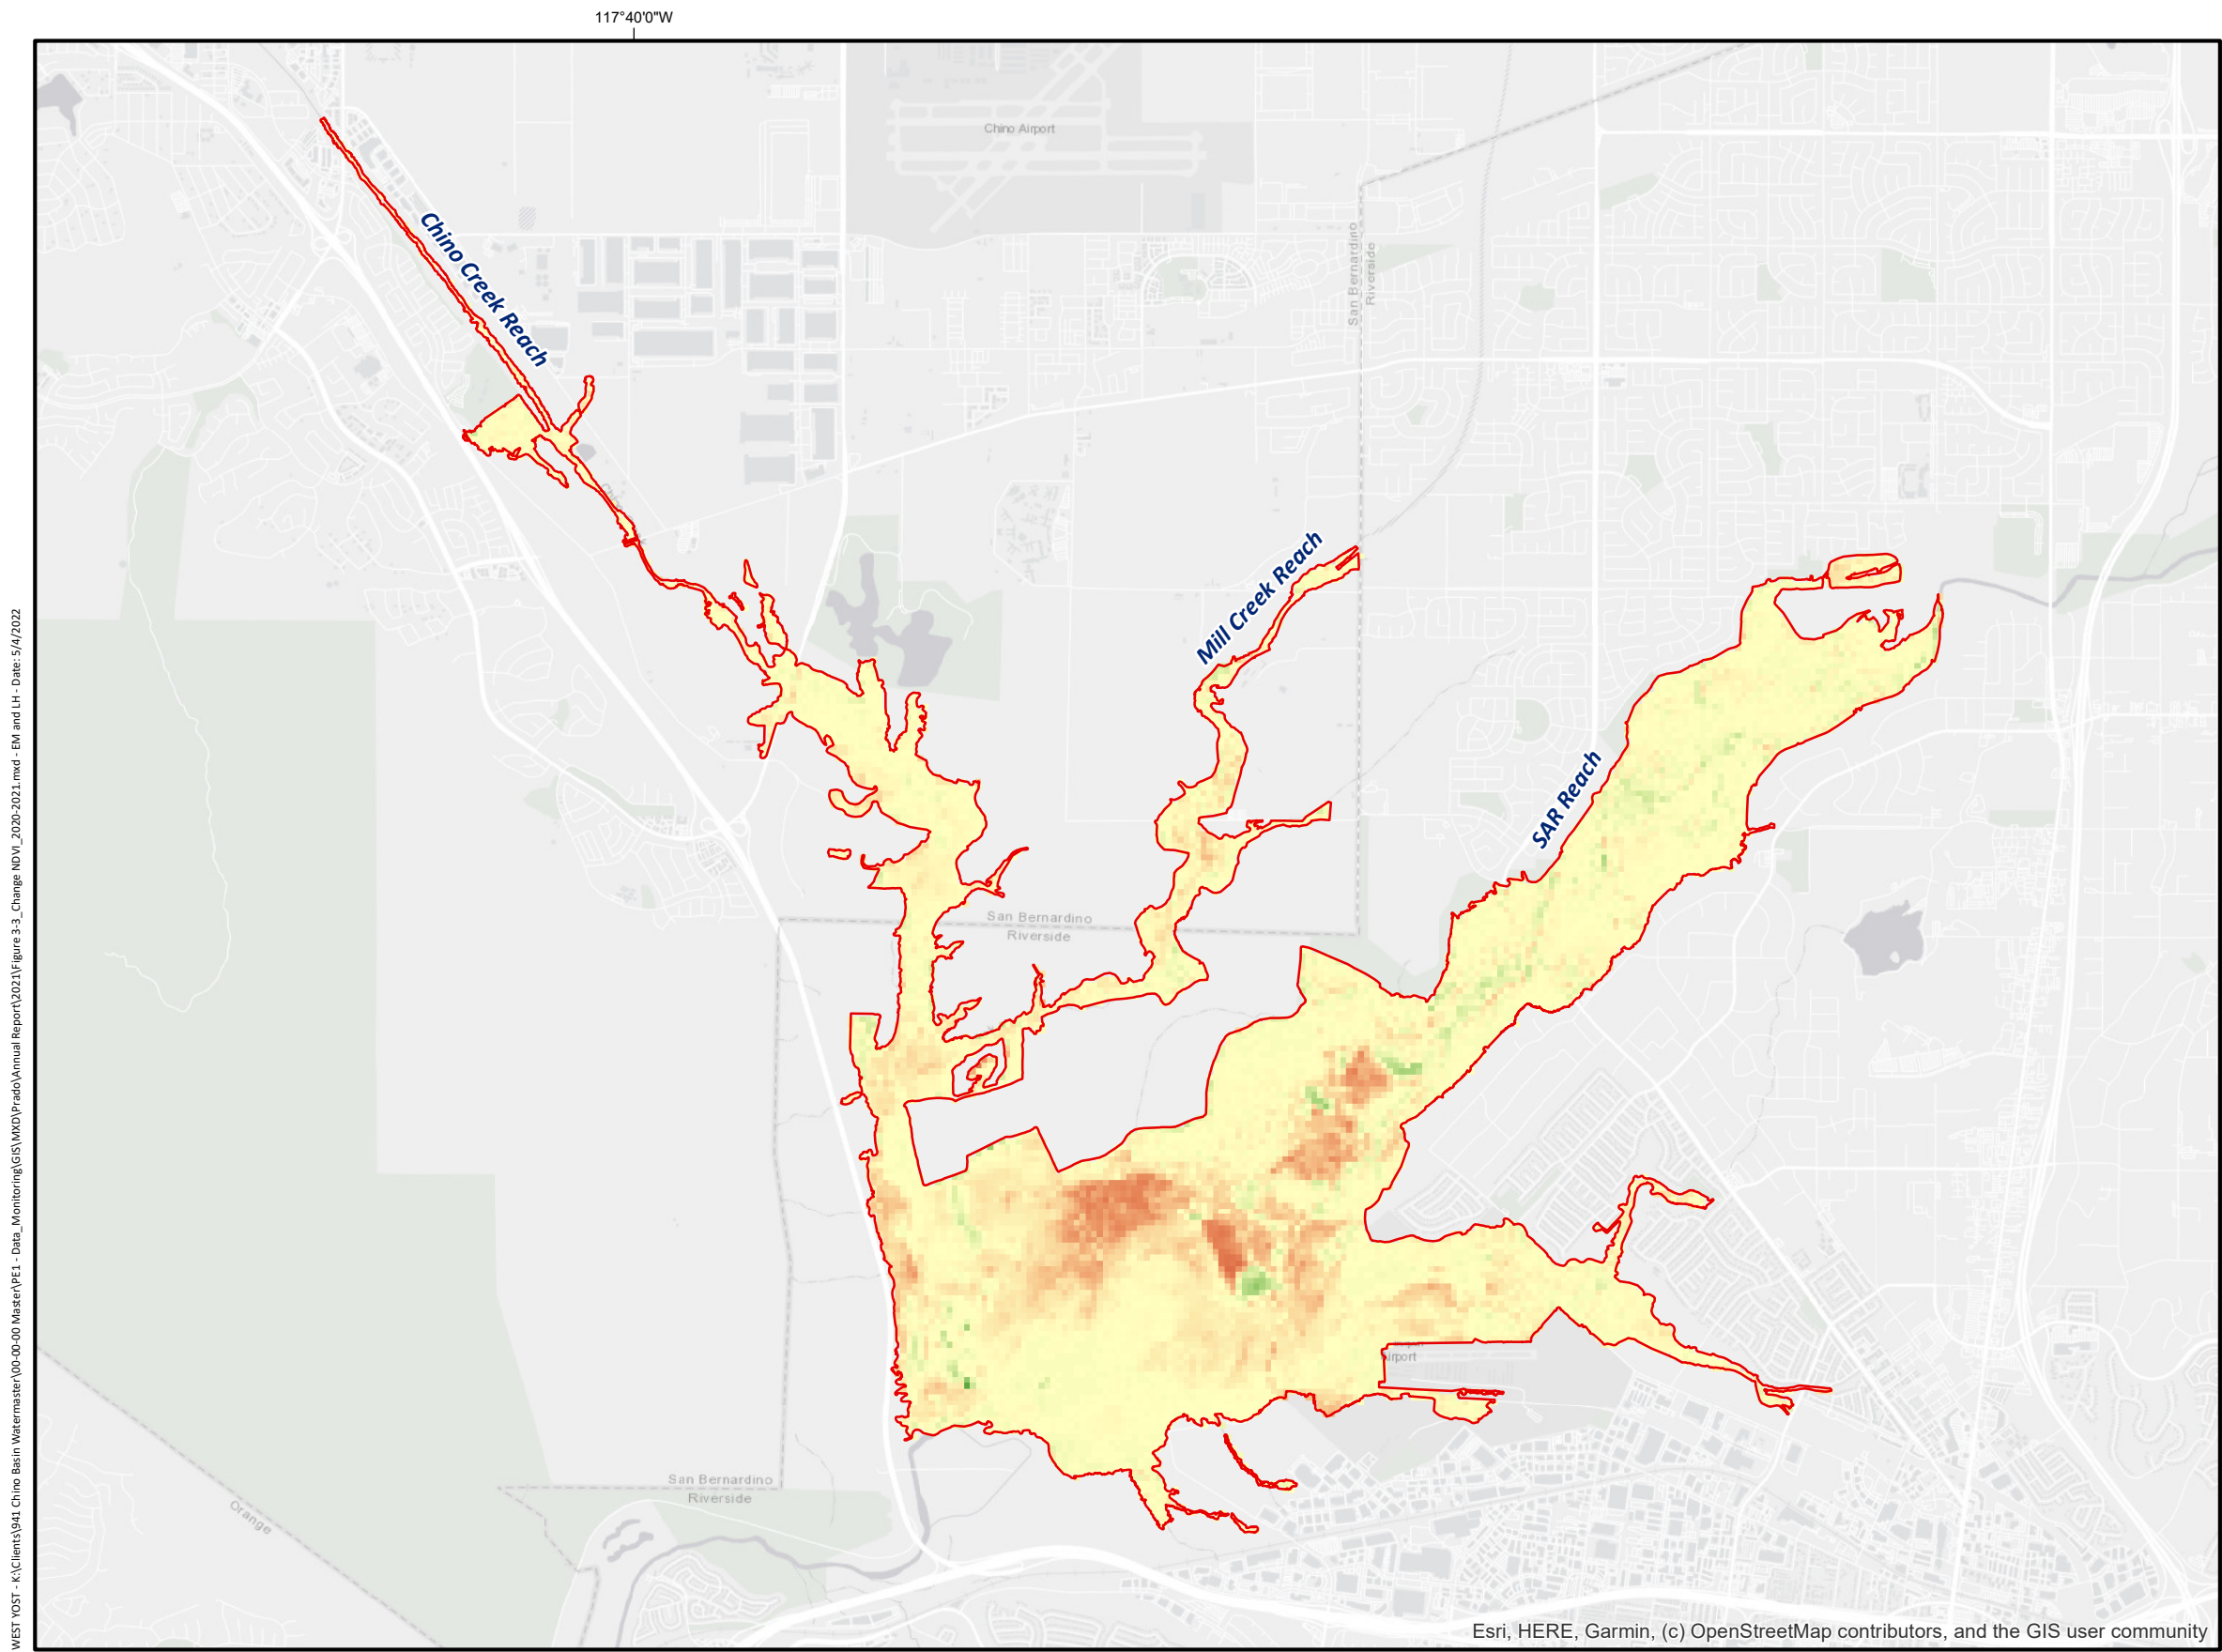 117°40'0"W
Chino Airport
Chino Creek Reach
San Bernardino
Riverside
Mill Creek Reach
SAR Reach
San Bernardino
Riverside
Airport
San Bernardino
Riverside
Orange
WEST YOST - K:\Clients\941 Chino Basin Watermaster\00-00-00 Master\PE1 - Data_Monitoring\GIS\MXD\Prado\Annual Report\2021\Figure 3-3_Change NDVI_2020-2021.mxd - EM and LH - Date: 5/4/2022
Esri, HERE, Garmin, (c) OpenStreetMap contributors, and the GIS user community